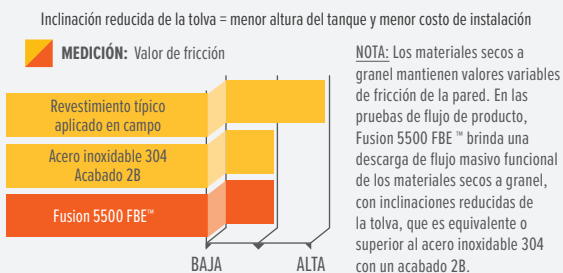 Inclinación reducida de la tolva = menor altura del tanque y menor costo de instalación
MEDICIÓN: Valor de fricción
Revestimiento típico
aplicado en campo
Acero inoxidable 304
Acabado 2B
Fusion 5500 FBE™
BAJA
ALTA
NOTA: Los materiales secos a
granel mantienen valores variables
de fricción de la pared. En las
pruebas de flujo de producto,
Fusion 5500 FBE ™ brinda una
descarga de flujo masivo funcional
de los materiales secos a granel,
con inclinaciones reducidas de
la tolva, que es equivalente o
superior al acero inoxidable 304
con un acabado 2B.